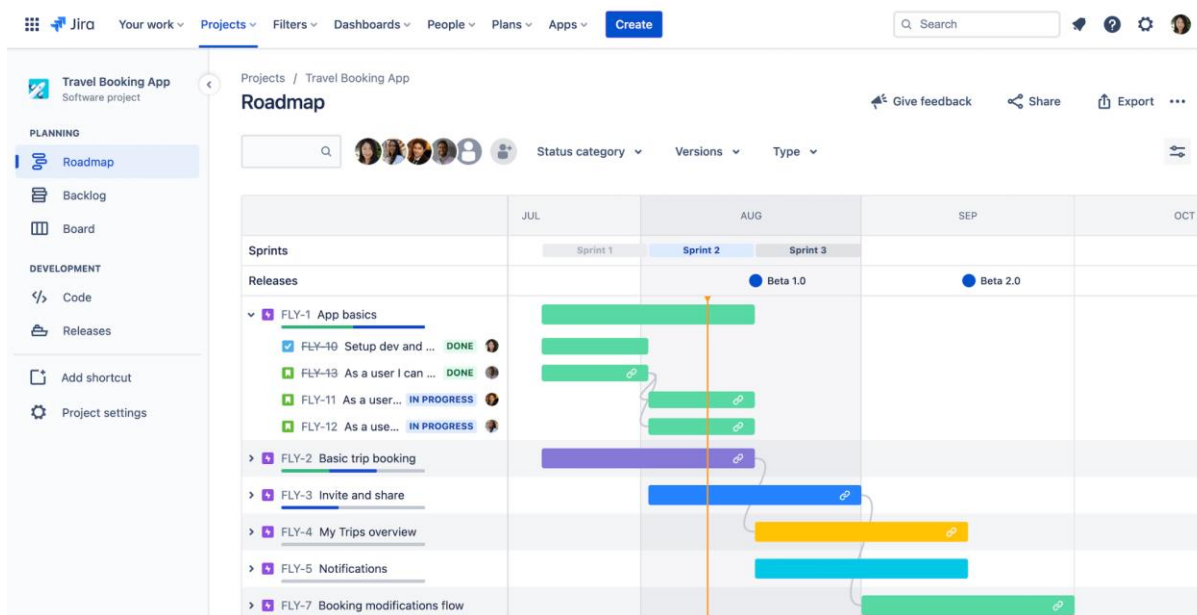 Jira Your work Projects Filters Dashboards People Plans Apps Create Search
Travel Booking App
Software project
PLANNING
Roadmap
Backlog
Board
DEVELOPMENT
Code
Releases
Add shortcut
Project settings
Projects / Travel Booking App
Roadmap
Give feedback Share Export
Status category Versions Type
JUL AUG SEP OCT
Sprints Sprint 1 Sprint 2 Sprint 3
Releases Beta 1.0 Beta 2.0
FLY-1 App basics
FLY-10 Setup dev and ... DONE
FLY-13 As a user I can ... DONE
FLY-11 As a user... IN PROGRESS
FLY-12 As a use... IN PROGRESS
FLY-2 Basic trip booking
FLY-3 Invite and share
FLY-4 My Trips overview
FLY-5 Notifications
FLY-7 Booking modifications flow